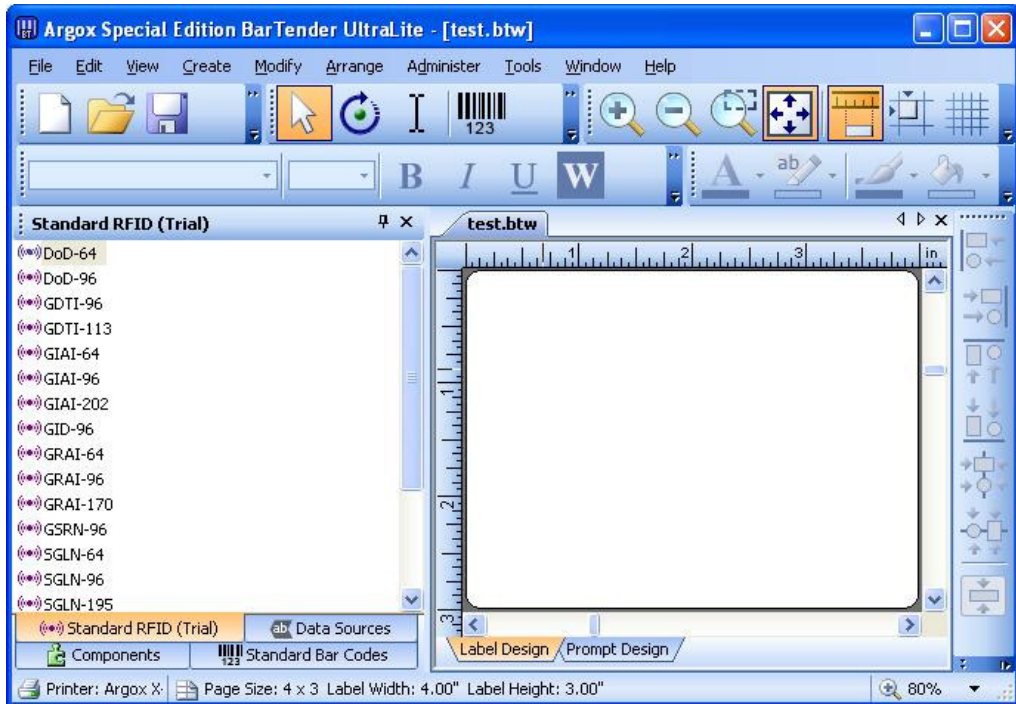 Argox Special Edition BarTender UltraLite - [test.btw]
File Edit View Create Modify Arrange Administer Tools Window Help
123
B I U W A ab
Standard RFID (Trial)
test.btw
1 2 3 in.
DoD-64
DoD-96
GDTI-96
GDTI-113
GIAI-64
GIAI-96
GIAI-202
GID-96
GRAI-64
GRAI-96
GRAI-170
GSRN-96
SGLN-64
SGLN-96
SGLN-195
1
2
3
Standard RFID (Trial) ab Data Sources
Components 123 Standard Bar Codes
Label Design Prompt Design
Printer: Argox X- Page Size: 4 x 3 Label Width: 4.00" Label Height: 3.00" 80%